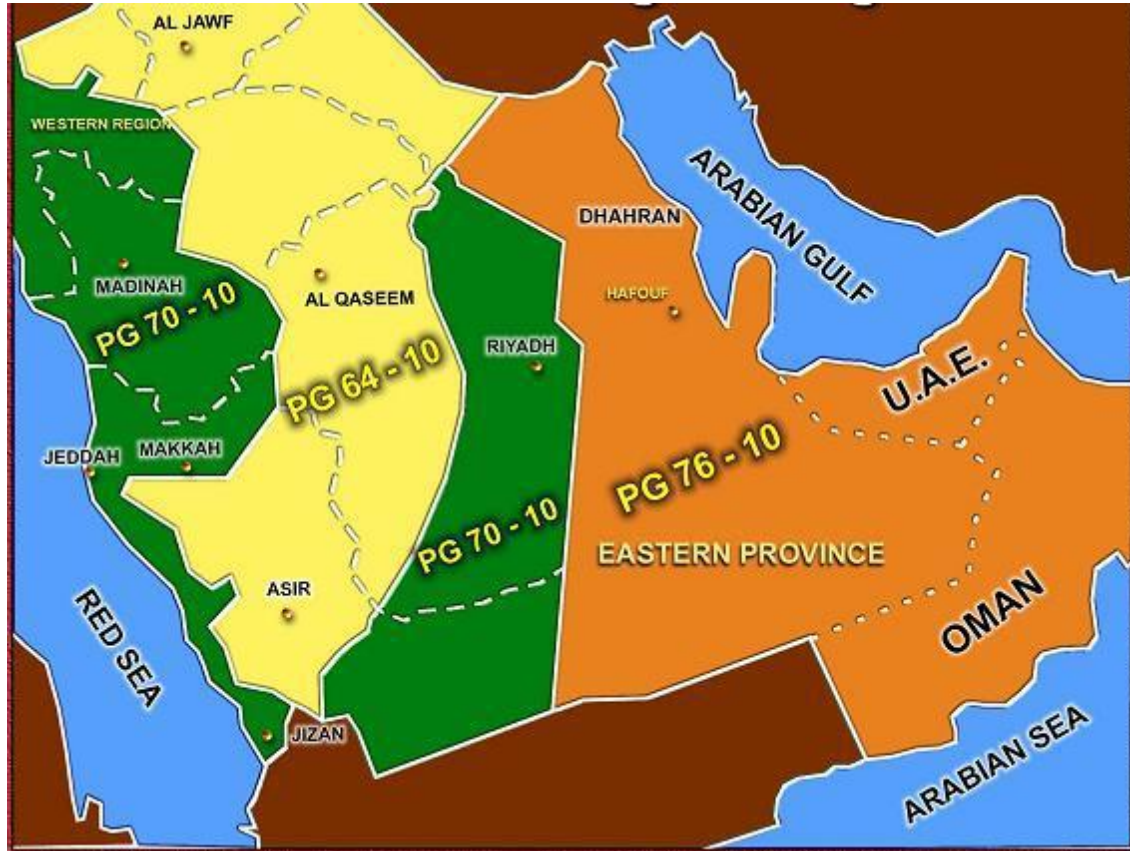 AL JAWF
WESTERN REGION
ARABIAN GULF
DHAHRAN
MADINAH
HAFOUF
AL QASEEM
PG 70 - 10
RIYADH
PG 64 - 10
U.A.E.
JEDDAH
MAKKAH
PG 76 - 10
PG 70 - 10
EASTERN PROVINCE
ASIR
RED SEA
OMAN
JIZAN
ARABIAN SEA